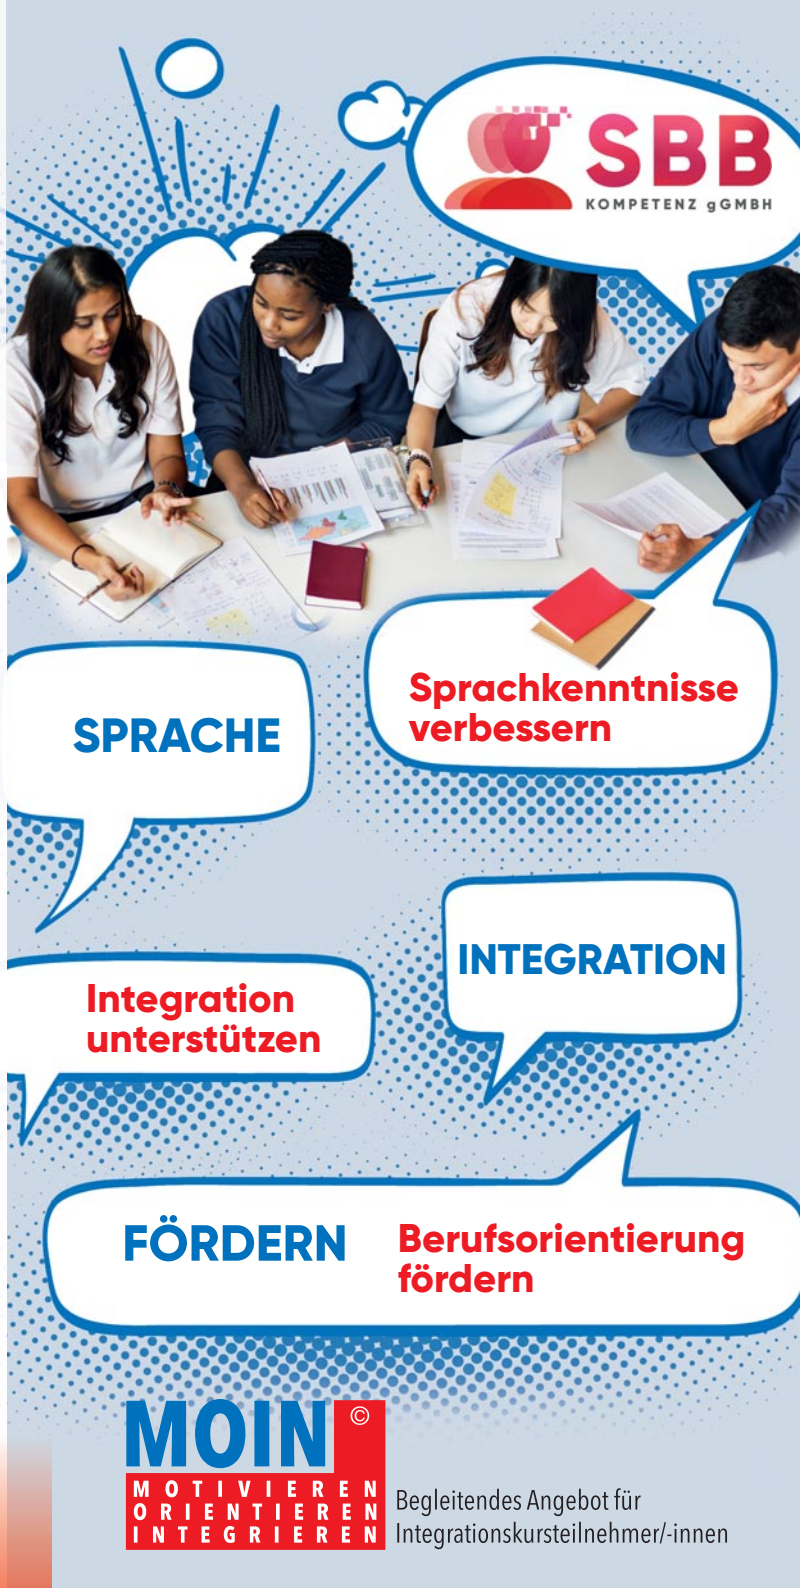 SBB
KOMPETENZ gGMBH
Sprachkenntnisse
verbessern
SPRACHE
INTEGRATION
Integration
unterstützen
FÖRDERN
Berufsorientierung
fördern
MOIN ©
MOTIVIEREN
ORIENTIEREN
INTEGRIEREN
Begleitendes Angebot für
Integrationskursteilnehmer/-innen